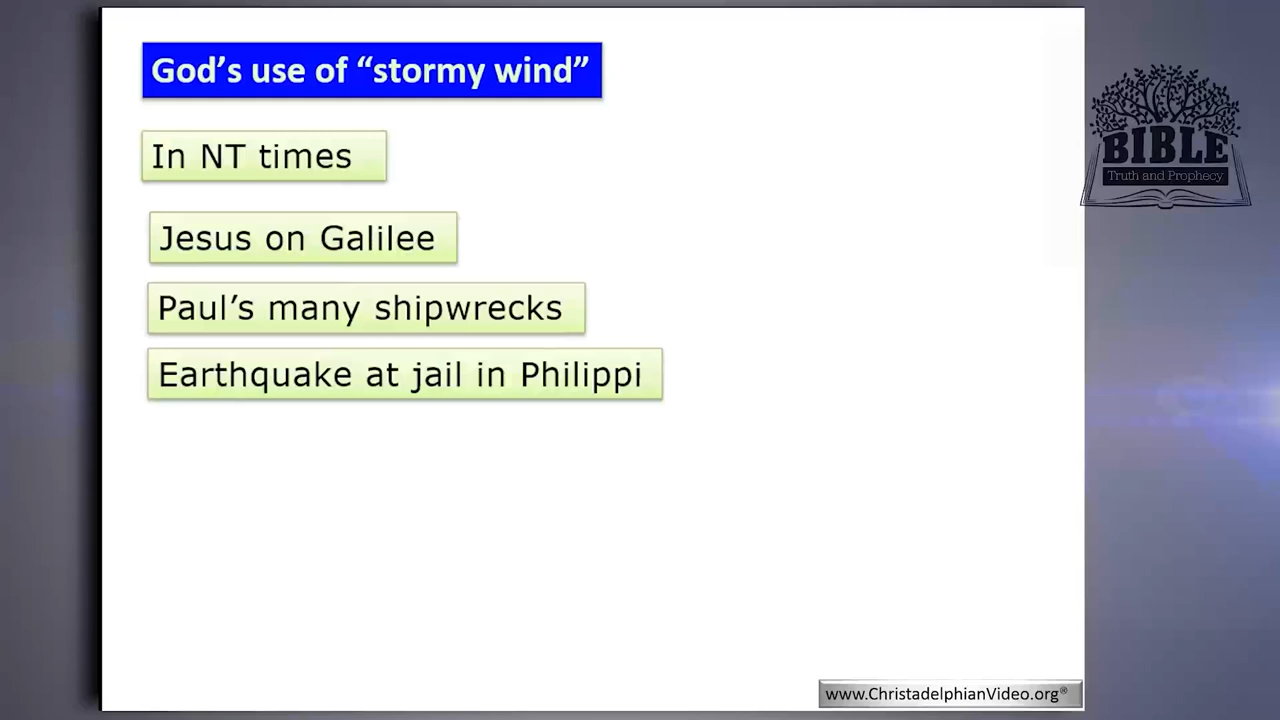 God’s use of “stormy wind”
In NT times
Jesus on Galilee
Paul’s many shipwrecks
Earthquake at jail in Philippi
BIBLE
Truth and Prophecy
www.ChristadelphianVideo.org®